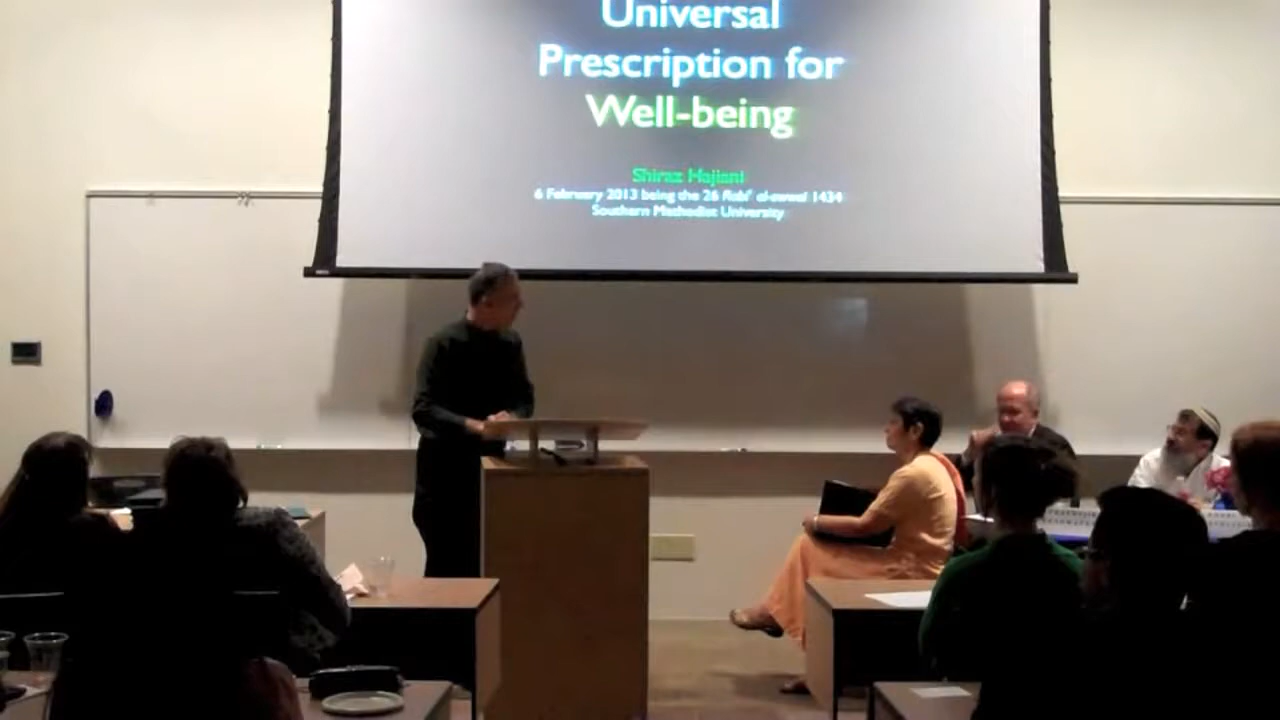 Universal
Prescription for
Well-being
Shiraz Hajiani
6 February 2013 being the 26 Rabiʿ al-awwal 1434
Southern Methodist University